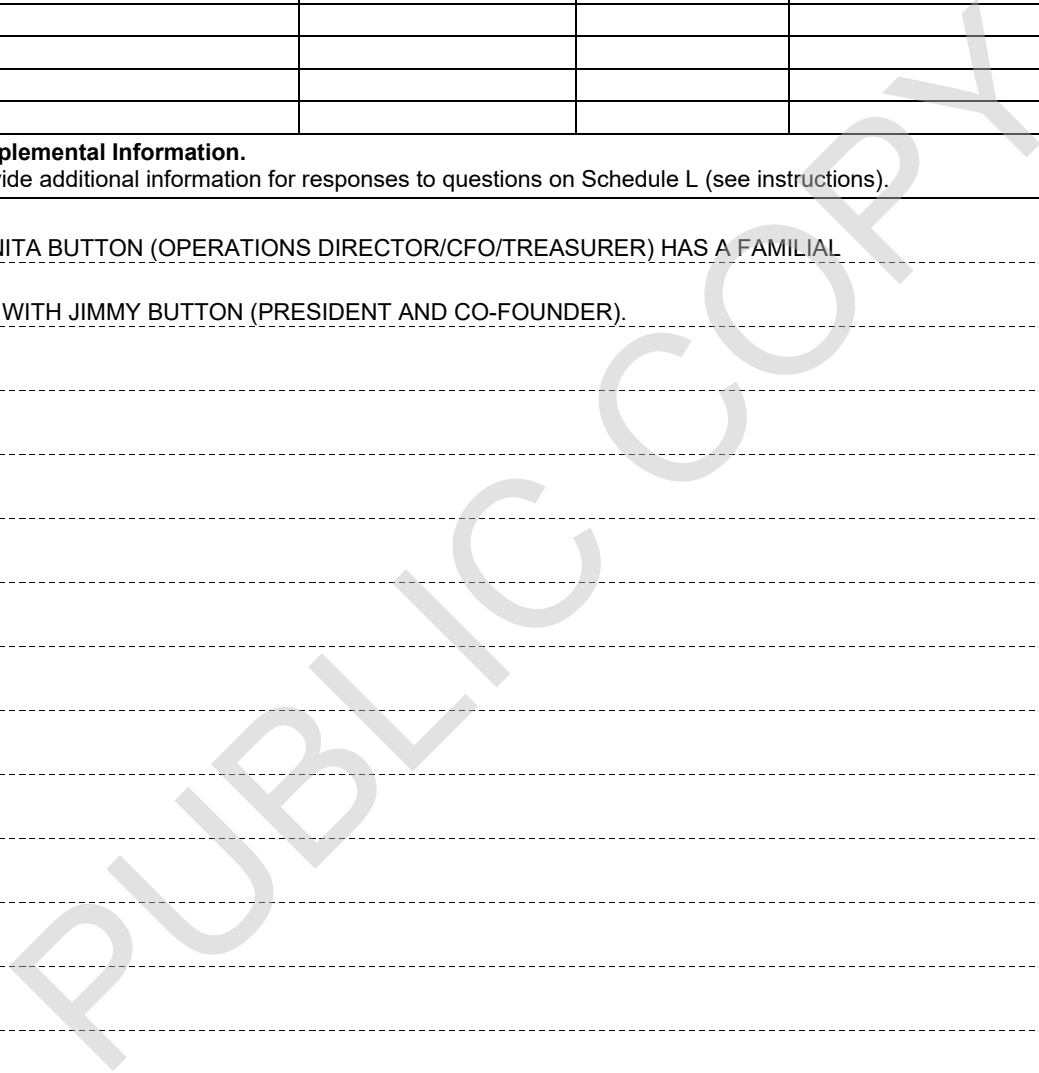 plemental Information.
vide additional information for responses to questions on Schedule L (see instructions).
NITA BUTTON (OPERATIONS DIRECTOR/CFO/TREASURER) HAS A FAMILIAL
WITH JIMMY BUTTON (PRESIDENT AND CO-FOUNDER).
PUBLIC COPY